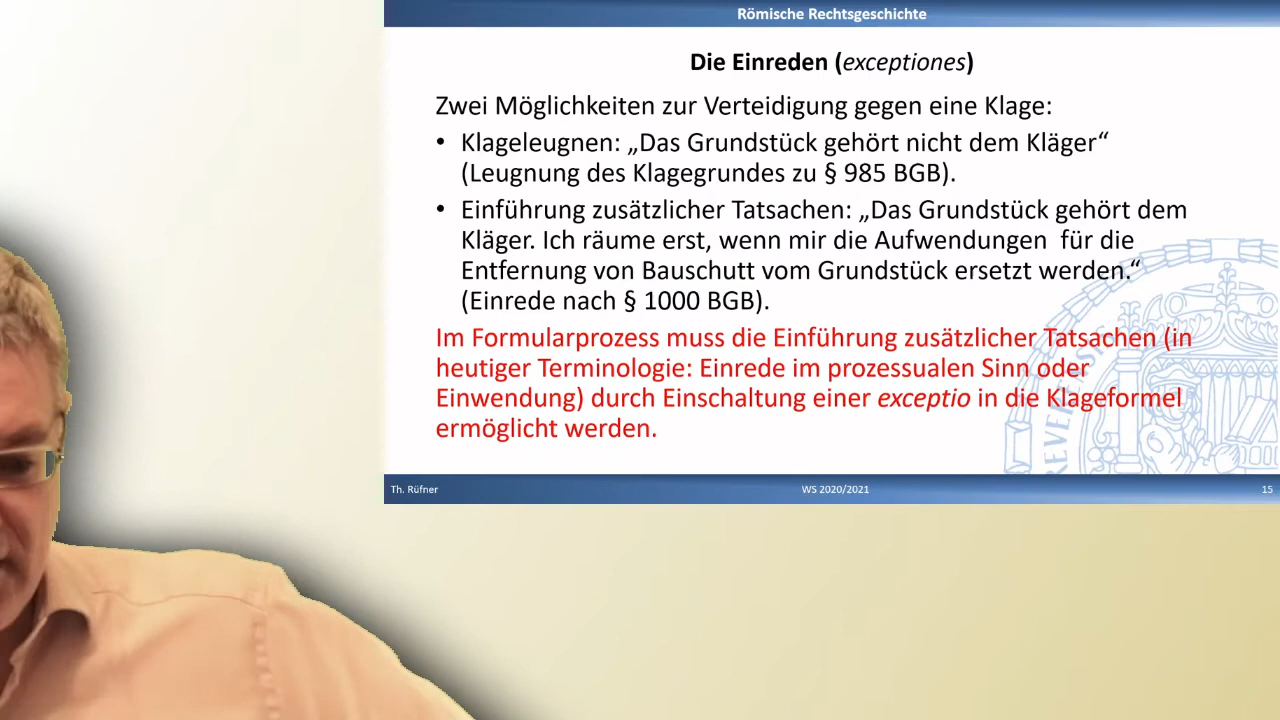 Römische Rechtsgeschichte
Die Einreden (exceptiones)
Zwei Möglichkeiten zur Verteidigung gegen eine Klage:
• Klageleugnen: „Das Grundstück gehört nicht dem Kläger“
(Leugnung des Klagegrundes zu § 985 BGB).
• Einführung zusätzlicher Tatsachen: „Das Grundstück gehört dem
Kläger. Ich räume erst, wenn mir die Aufwendungen für die
Entfernung von Bauschutt vom Grundstück ersetzt werden.“
(Einrede nach § 1000 BGB).
Im Formularprozess muss die Einführung zusätzlicher Tatsachen (in
heutiger Terminologie: Einrede im prozessualen Sinn oder
Einwendung) durch Einschaltung einer exceptio in die Klageformel
ermöglicht werden.
Th. Rüfner
WS 2020/2021
15